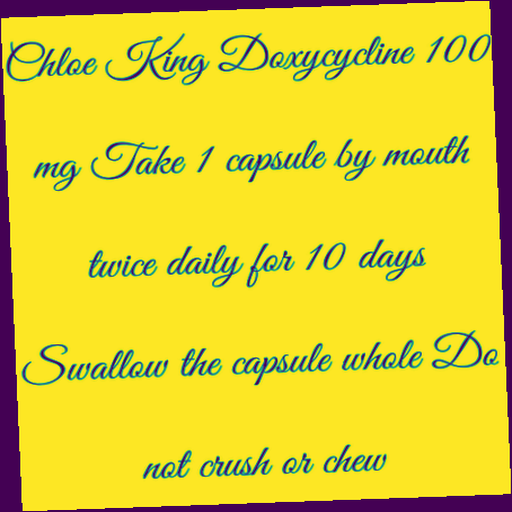 Chloe King Doxycycline 100
mg Take 1 capsule by mouth
twice daily for 10 days
Swallow the capsule whole Do
not crush or chew